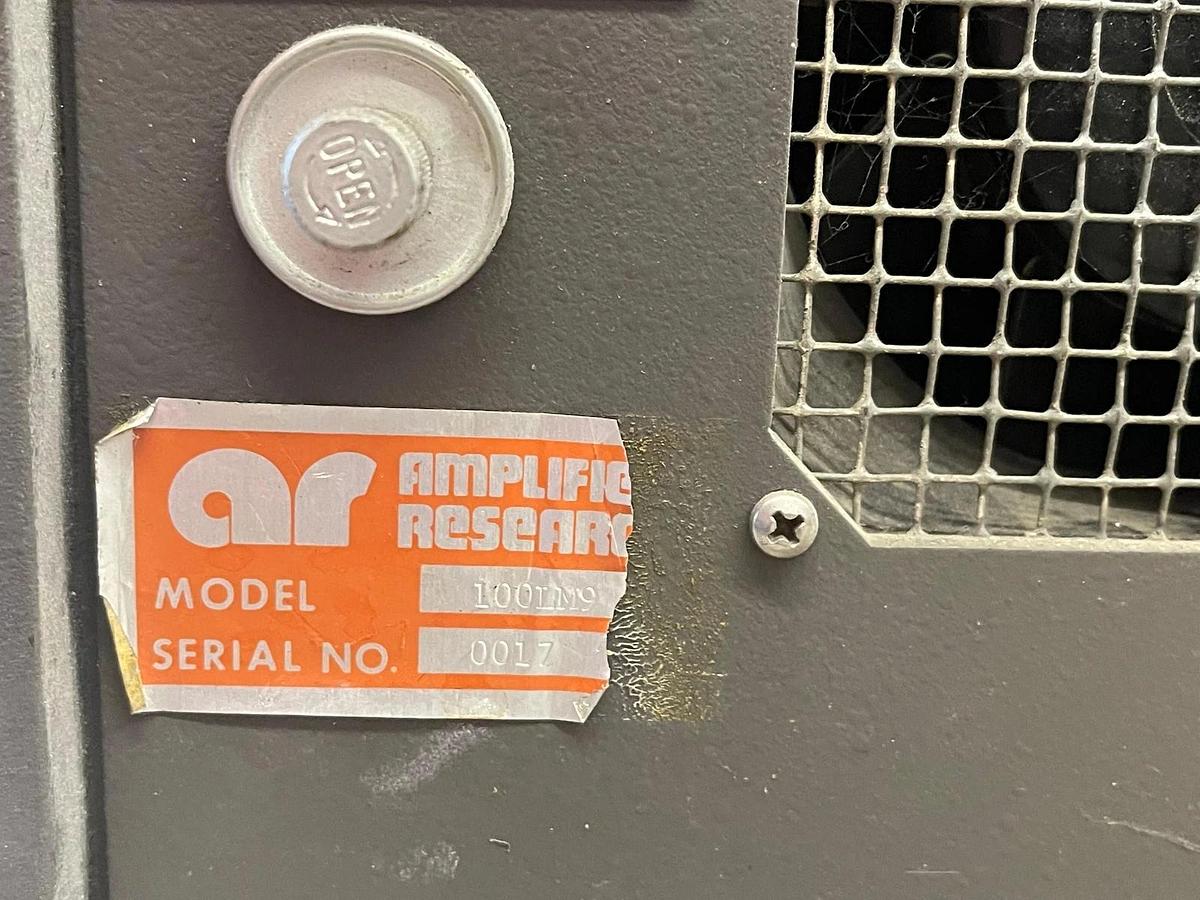 OPEN
ar AMPLIFIE
RESEARC
MODEL 100LM9
SERIAL NO. 0017